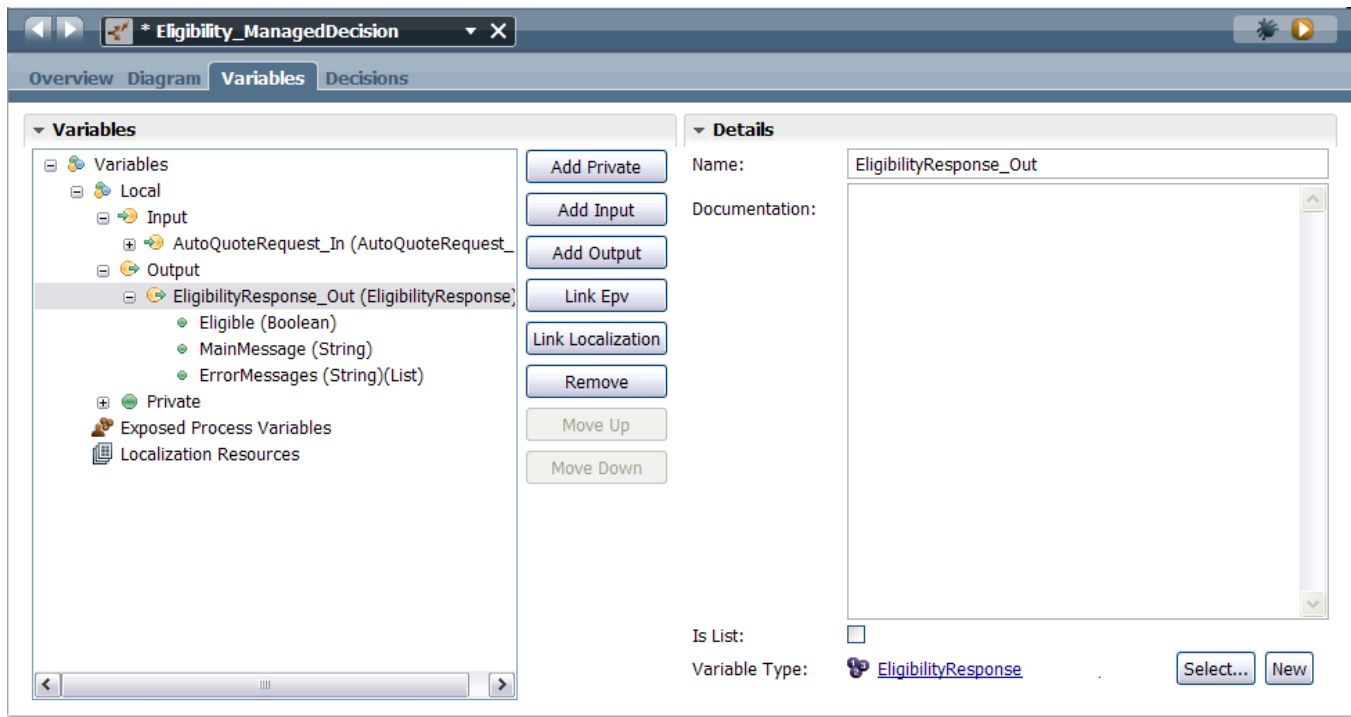 * Eligibility_ManagedDecision
Overview Diagram Variables Decisions
Variables
Variables
Local
Input
AutoQuoteRequest_In (AutoQuoteRequest_
Output
EligibilityResponse_Out (EligibilityResponse)
Eligible (Boolean)
MainMessage (String)
ErrorMessages (String)(List)
Private
Exposed Process Variables
Localization Resources
Add Private
Add Input
Add Output
Link Epv
Link Localization
Remove
Move Up
Move Down
Details
Name: EligibilityResponse_Out
Documentation:
Is List:
Variable Type: EligibilityResponse Select... New